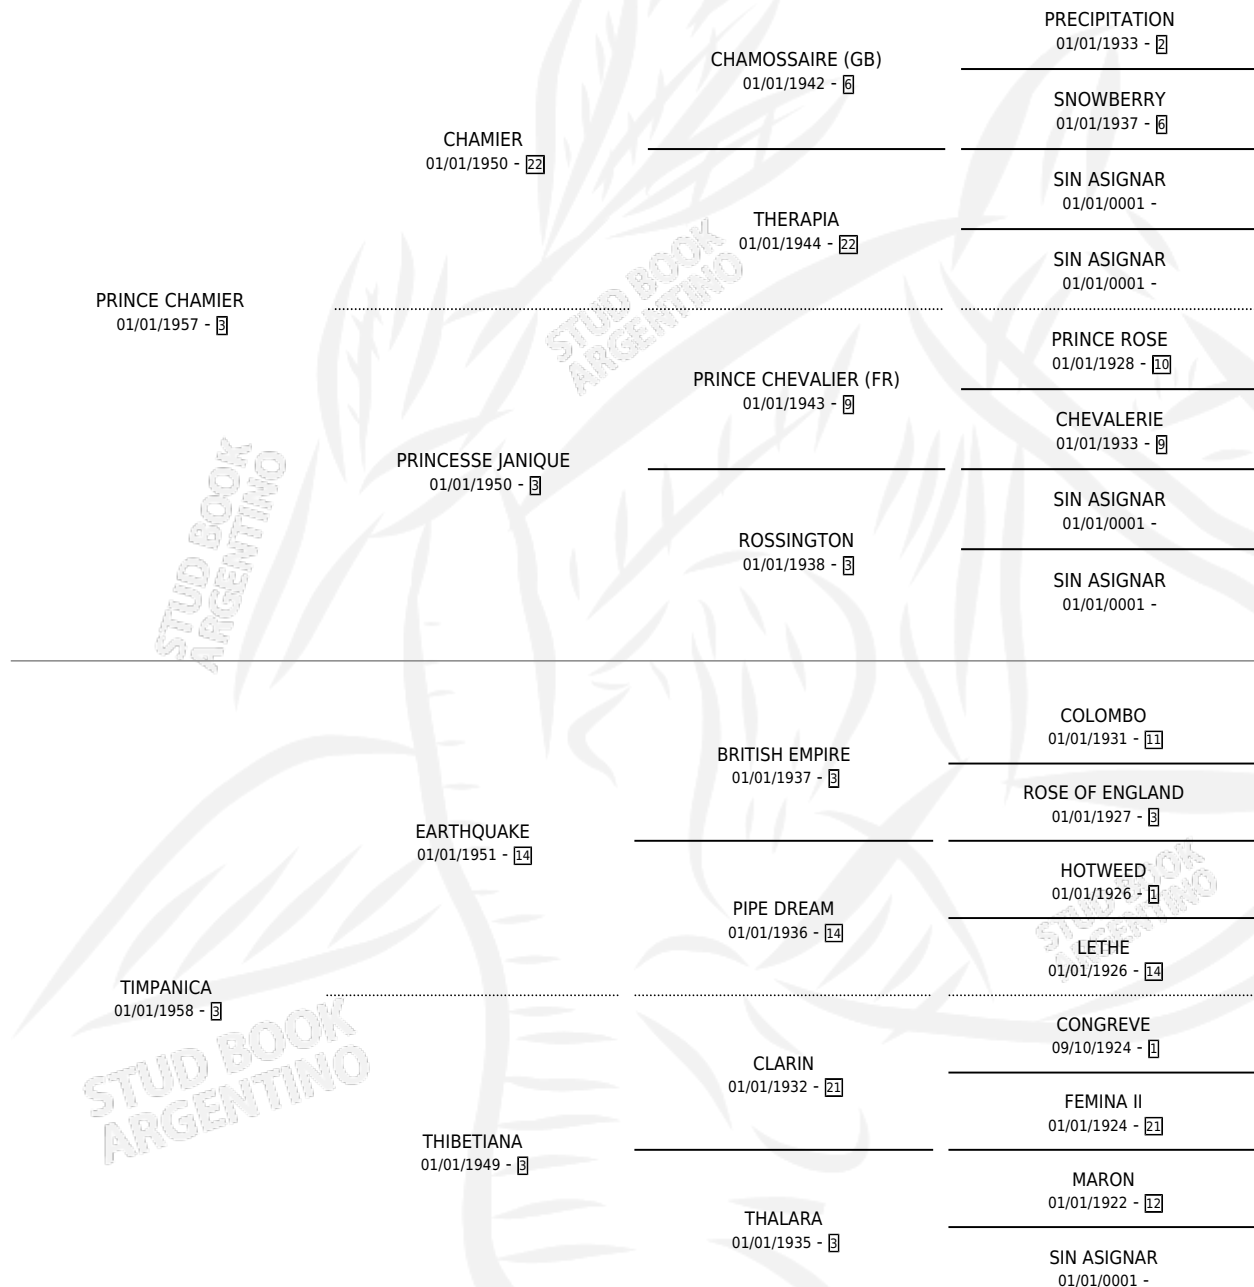 PRECIPITATION
01/01/1933 - 2
CHAMOSSAIRE (GB)
01/01/1942 - 6
SNOWBERRY
01/01/1937 - 6
CHAMIER
01/01/1950 - 22
SIN ASIGNAR
01/01/0001 -
THERAPIA
01/01/1944 - 22
SIN ASIGNAR
01/01/0001 -
PRINCE CHAMIER
01/01/1957 - 3
PRINCE ROSE
01/01/1928 - 10
PRINCE CHEVALIER (FR)
01/01/1943 - 9
CHEVALERIE
01/01/1933 - 9
PRINCESSE JANIQUE
01/01/1950 - 3
SIN ASIGNAR
01/01/0001 -
ROSSINGTON
01/01/1938 - 3
SIN ASIGNAR
01/01/0001 -
COLOMBO
01/01/1931 - 11
BRITISH EMPIRE
01/01/1937 - 3
ROSE OF ENGLAND
01/01/1927 - 3
EARTHQUAKE
01/01/1951 - 14
HOTWEED
01/01/1926 - 1
PIPE DREAM
01/01/1936 - 14
LETHE
01/01/1926 - 14
TIMPANICA
01/01/1958 - 3
CONGREVE
09/10/1924 - 1
CLARIN
01/01/1932 - 21
FEMINA II
01/01/1924 - 21
THIBETIANA
01/01/1949 - 3
MARON
01/01/1922 - 12
THALARA
01/01/1935 - 3
SIN ASIGNAR
01/01/0001 -
STUD BOOK
ARGENTINO
STUD BOOK
ARGENTINO
STUD BOOK
ARGENTINO
STUD BOOK
ARGENTINO